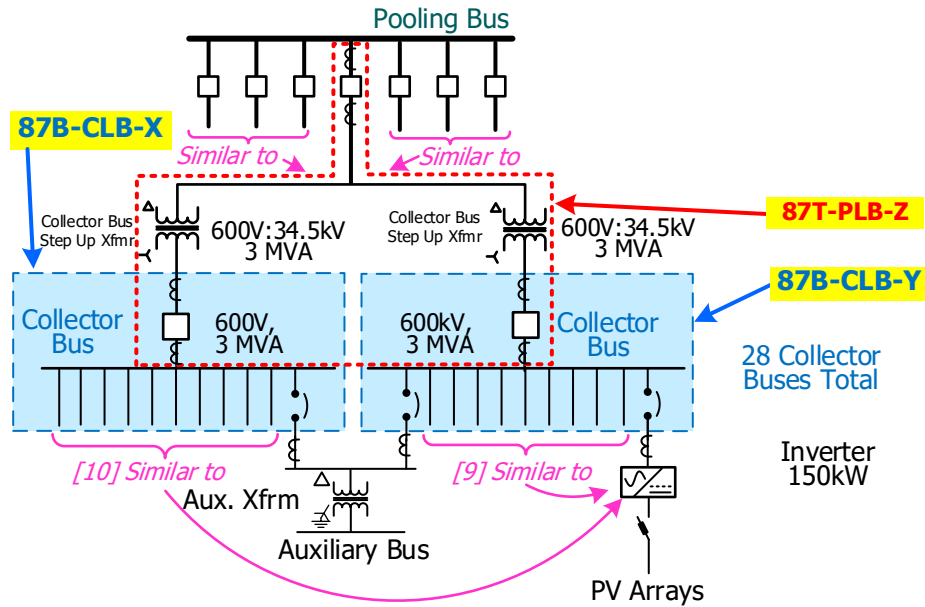 Pooling Bus
87B-CLB-X
Similar to
Similar to
87T-PLB-Z
Collector Bus
Step Up Xfmr
600V:34.5kV
3 MVA
Collector Bus
Step Up Xfmr
600V:34.5kV
3 MVA
87B-CLB-Y
Collector
Bus
600V,
3 MVA
600kV,
3 MVA
Collector
Bus
28 Collector
Buses Total
[10] Similar to
[9] Similar to
Inverter
150kW
Aux. Xfrm
Auxiliary Bus
PV Arrays